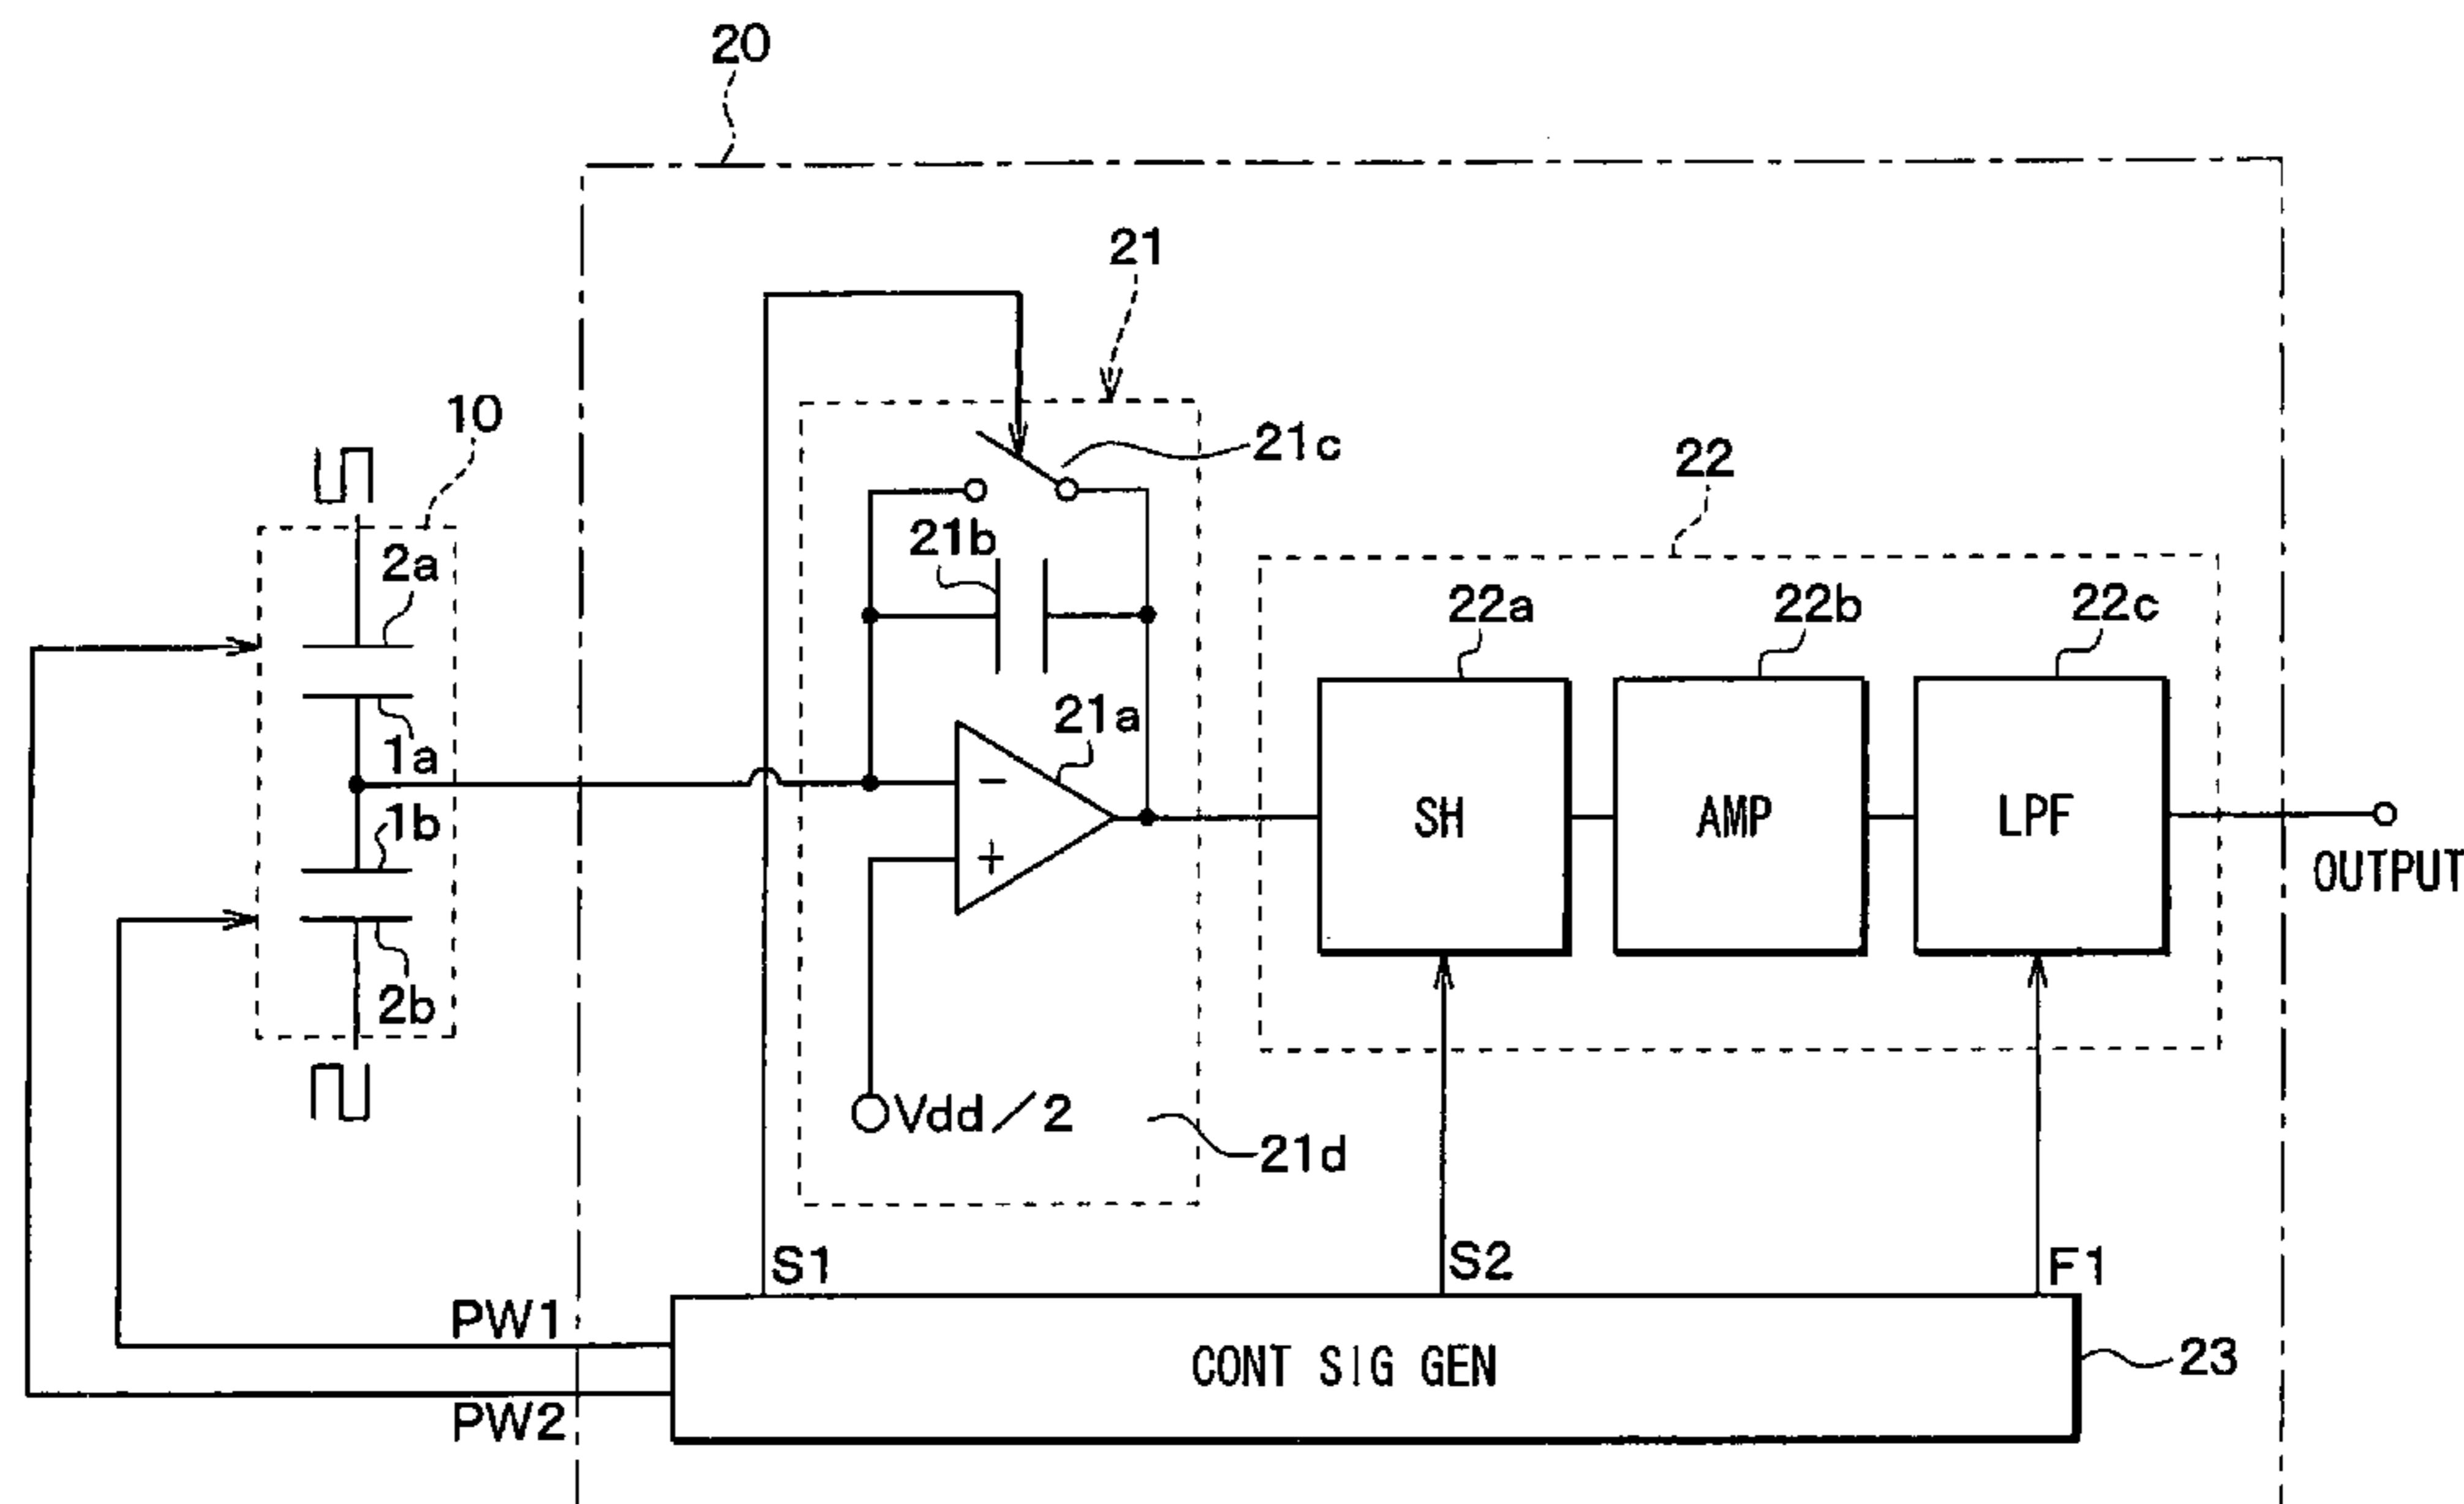 20
21
10
21c
22
2a
21b
22a
22b
22c
21a
1a
−
1b
SH
AMP
LPF
+
OUTPUT
2b
Vdd/2
21d
S1
S2
F1
PW1
CONT SIG GEN
23
PW2